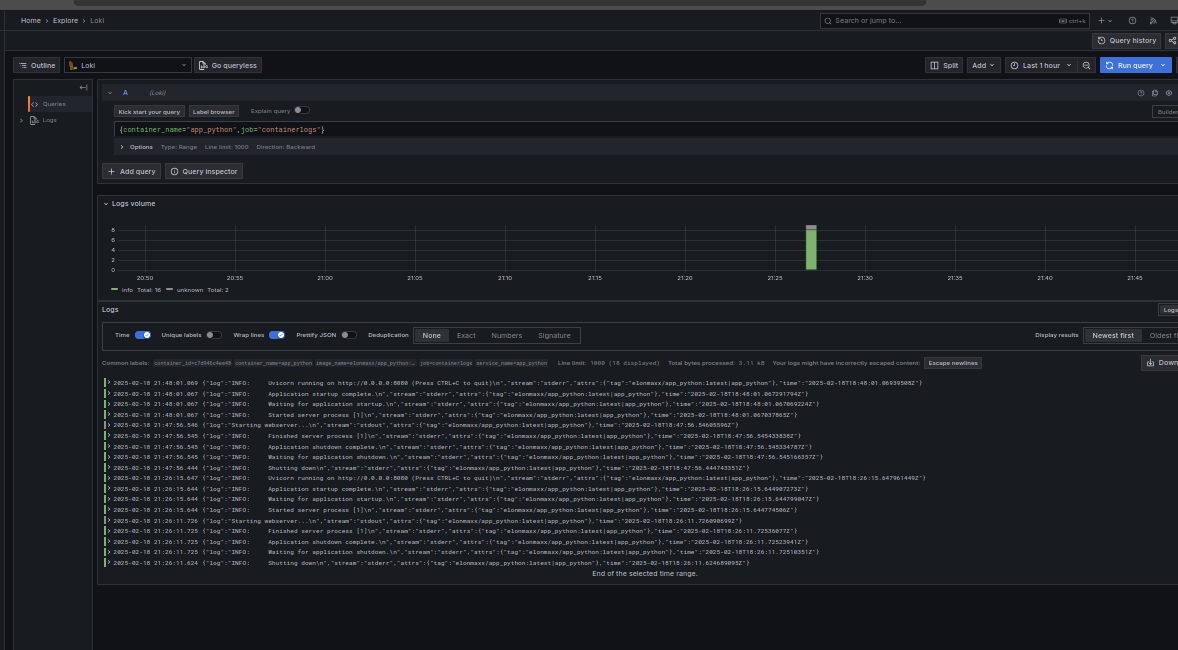 Home › Explore › Loki
Search or jump to...
ctrl+k
Query history
Outline
Loki
Go queryless
Split
Add
Last 1 hour
Run query
Queries
Logs
A (Loki)
Kick start your query
Label browser
Explain query
Builder
{container_name="app_python",job="containerlogs"}
Options Type: Range Line limit: 1000 Direction: Backward
+ Add query
Query inspector
Logs volume
8
6
4
2
0
20:50 20:55 21:00 21:05 21:10 21:15 21:20 21:25 21:30 21:35 21:40 21:45
info Total: 16 unknown Total: 2
Logs
Logs
Time Unique labels Wrap lines Prettify JSON Deduplication None Exact Numbers Signature Display results Newest first Oldest fi
Common labels: container_name=app_python image_name=elonmaxx/app_python:… job=containerlogs service_name=app_python Line limit: 1000 (18 displayed) Total bytes processed: 3.11 kB Your logs might have incorrectly escaped content: Escape newlines Down
2025-02-18 21:48:01.069 {"log":"INFO: Uvicorn running on http://0.0.0.0:8080 (Press CTRL+C to quit)\n","stream":"stderr","attrs":{"tag":"elonmaxx/app_python:latest|app_python"},"time":"2025-02-18T18:48:01.069395082Z"}
2025-02-18 21:48:01.067 {"log":"INFO: Application startup complete.\n","stream":"stderr","attrs":{"tag":"elonmaxx/app_python:latest|app_python"},"time":"2025-02-18T18:48:01.067291794Z"}
2025-02-18 21:48:01.067 {"log":"INFO: Waiting for application startup.\n","stream":"stderr","attrs":{"tag":"elonmaxx/app_python:latest|app_python"},"time":"2025-02-18T18:48:01.067069224Z"}
2025-02-18 21:48:01.067 {"log":"INFO: Started server process [1]\n","stream":"stderr","attrs":{"tag":"elonmaxx/app_python:latest|app_python"},"time":"2025-02-18T18:48:01.067037865Z"}
2025-02-18 21:47:56.546 {"log":"Starting webserver...\n","stream":"stdout","attrs":{"tag":"elonmaxx/app_python:latest|app_python"},"time":"2025-02-18T18:47:56.54605596Z"}
2025-02-18 21:47:56.545 {"log":"INFO: Finished server process [1]\n","stream":"stderr","attrs":{"tag":"elonmaxx/app_python:latest|app_python"},"time":"2025-02-18T18:47:56.545433838Z"}
2025-02-18 21:47:56.545 {"log":"INFO: Application shutdown complete.\n","stream":"stderr","attrs":{"tag":"elonmaxx/app_python:latest|app_python"},"time":"2025-02-18T18:47:56.545334787Z"}
2025-02-18 21:47:56.545 {"log":"INFO: Waiting for application shutdown.\n","stream":"stderr","attrs":{"tag":"elonmaxx/app_python:latest|app_python"},"time":"2025-02-18T18:47:56.545166357Z"}
2025-02-18 21:47:56.444 {"log":"INFO: Shutting down\n","stream":"stderr","attrs":{"tag":"elonmaxx/app_python:latest|app_python"},"time":"2025-02-18T18:47:56.444743351Z"}
2025-02-18 21:26:15.647 {"log":"INFO: Uvicorn running on http://0.0.0.0:8080 (Press CTRL+C to quit)\n","stream":"stderr","attrs":{"tag":"elonmaxx/app_python:latest|app_python"},"time":"2025-02-18T18:26:15.647961449Z"}
2025-02-18 21:26:15.644 {"log":"INFO: Application startup complete.\n","stream":"stderr","attrs":{"tag":"elonmaxx/app_python:latest|app_python"},"time":"2025-02-18T18:26:15.644907273Z"}
2025-02-18 21:26:15.644 {"log":"INFO: Waiting for application startup.\n","stream":"stderr","attrs":{"tag":"elonmaxx/app_python:latest|app_python"},"time":"2025-02-18T18:26:15.644799047Z"}
2025-02-18 21:26:15.644 {"log":"INFO: Started server process [1]\n","stream":"stderr","attrs":{"tag":"elonmaxx/app_python:latest|app_python"},"time":"2025-02-18T18:26:15.64477450​6Z"}
2025-02-18 21:26:11.726 {"log":"Starting webserver...\n","stream":"stdout","attrs":{"tag":"elonmaxx/app_python:latest|app_python"},"time":"2025-02-18T18:26:11.726090699Z"}
2025-02-18 21:26:11.725 {"log":"INFO: Finished server process [1]\n","stream":"stderr","attrs":{"tag":"elonmaxx/app_python:latest|app_python"},"time":"2025-02-18T18:26:11.72536077Z"}
2025-02-18 21:26:11.725 {"log":"INFO: Application shutdown complete.\n","stream":"stderr","attrs":{"tag":"elonmaxx/app_python:latest|app_python"},"time":"2025-02-18T18:26:11.72523941Z"}
2025-02-18 21:26:11.725 {"log":"INFO: Waiting for application shutdown.\n","stream":"stderr","attrs":{"tag":"elonmaxx/app_python:latest|app_python"},"time":"2025-02-18T18:26:11.72510351Z"}
2025-02-18 21:26:11.624 {"log":"INFO: Shutting down\n","stream":"stderr","attrs":{"tag":"elonmaxx/app_python:latest|app_python"},"time":"2025-02-18T18:26:11.624689095Z"}
End of the selected time range.